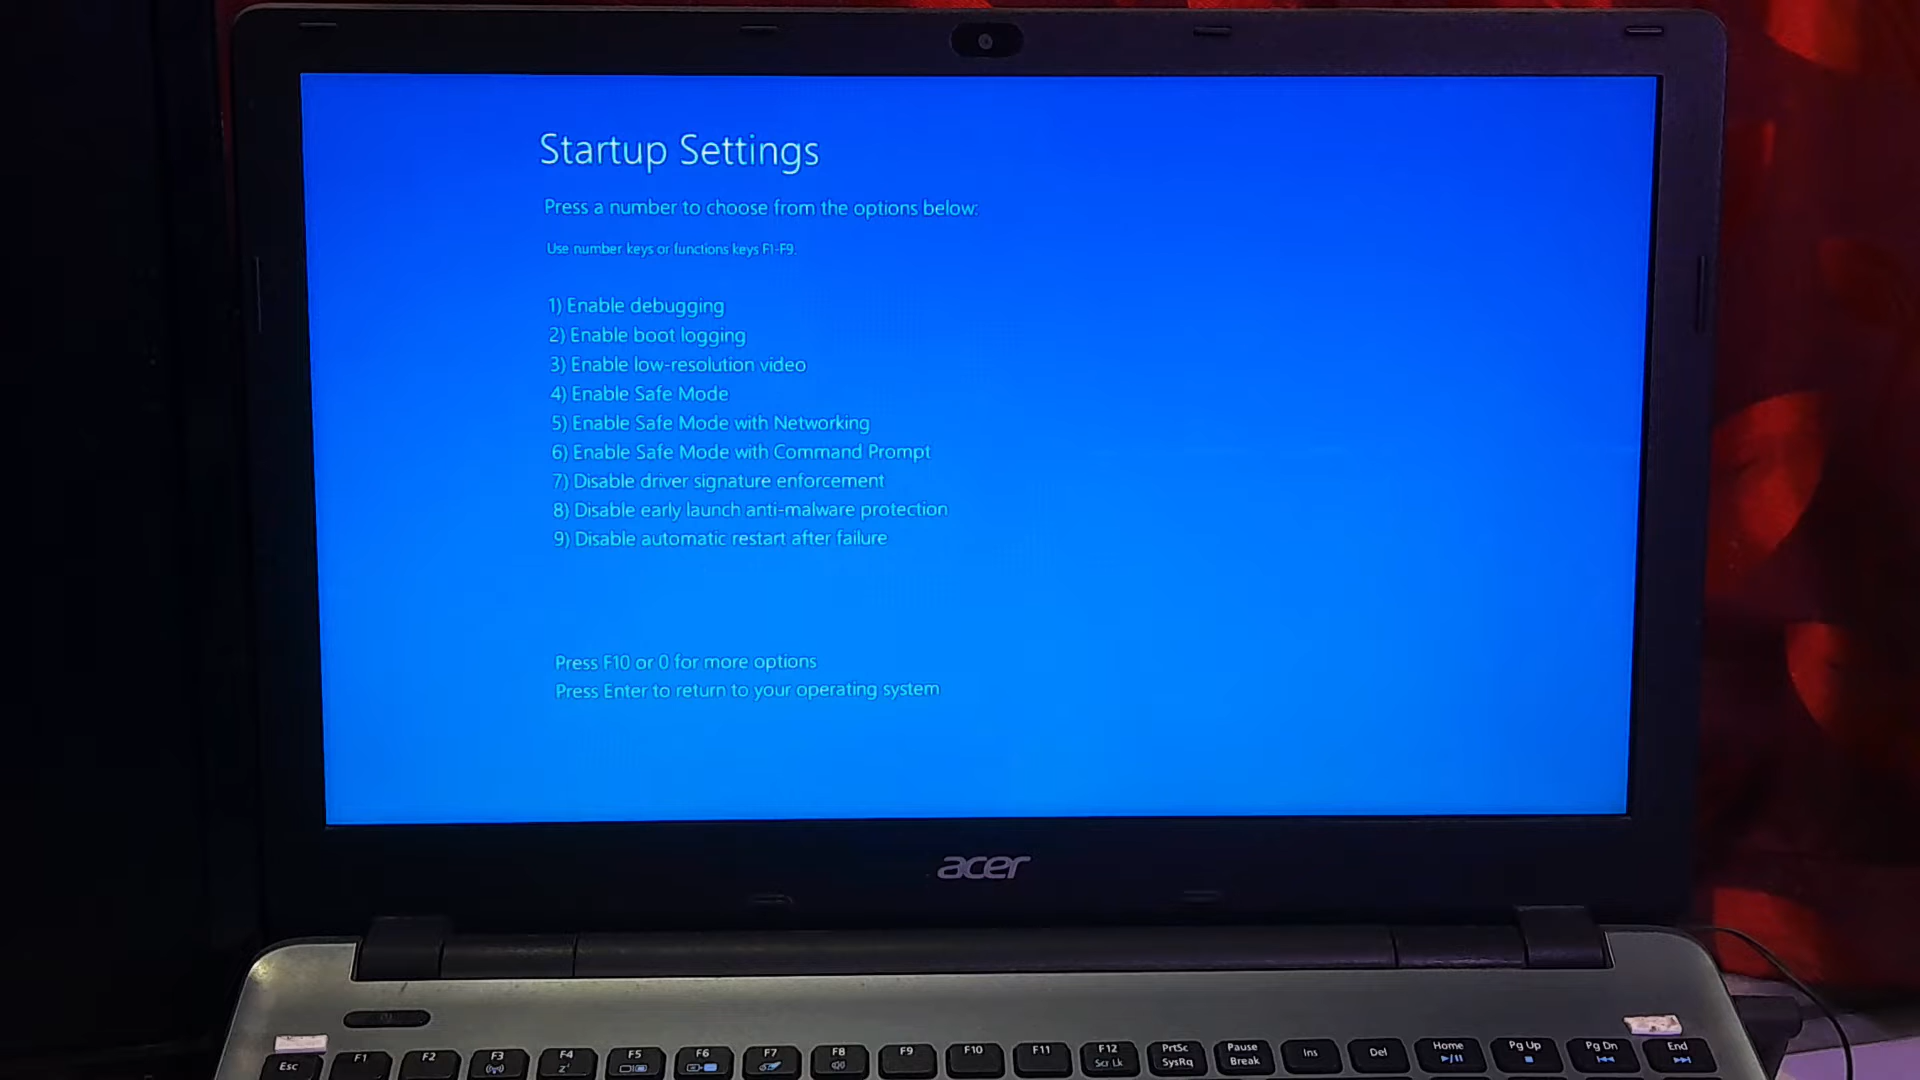 Startup Settings
Press a number to choose from the options below:
Use number keys or functions keys F1-F9.
1) Enable debugging
2) Enable boot logging
3) Enable low-resolution video
4) Enable Safe Mode
5) Enable Safe Mode with Networking
6) Enable Safe Mode with Command Prompt
7) Disable driver signature enforcement
8) Disable early launch anti-malware protection
9) Disable automatic restart after failure
Press F10 or 0 for more options
Press Enter to return to your operating system
acer
Esc F1 F2 F3 F4 F5 F6 F7 F8 F9 F10 F11 F12 PrtSc Pause Ins Del Home Pg Up Pg Dn End
Scr Lk SysRq Break